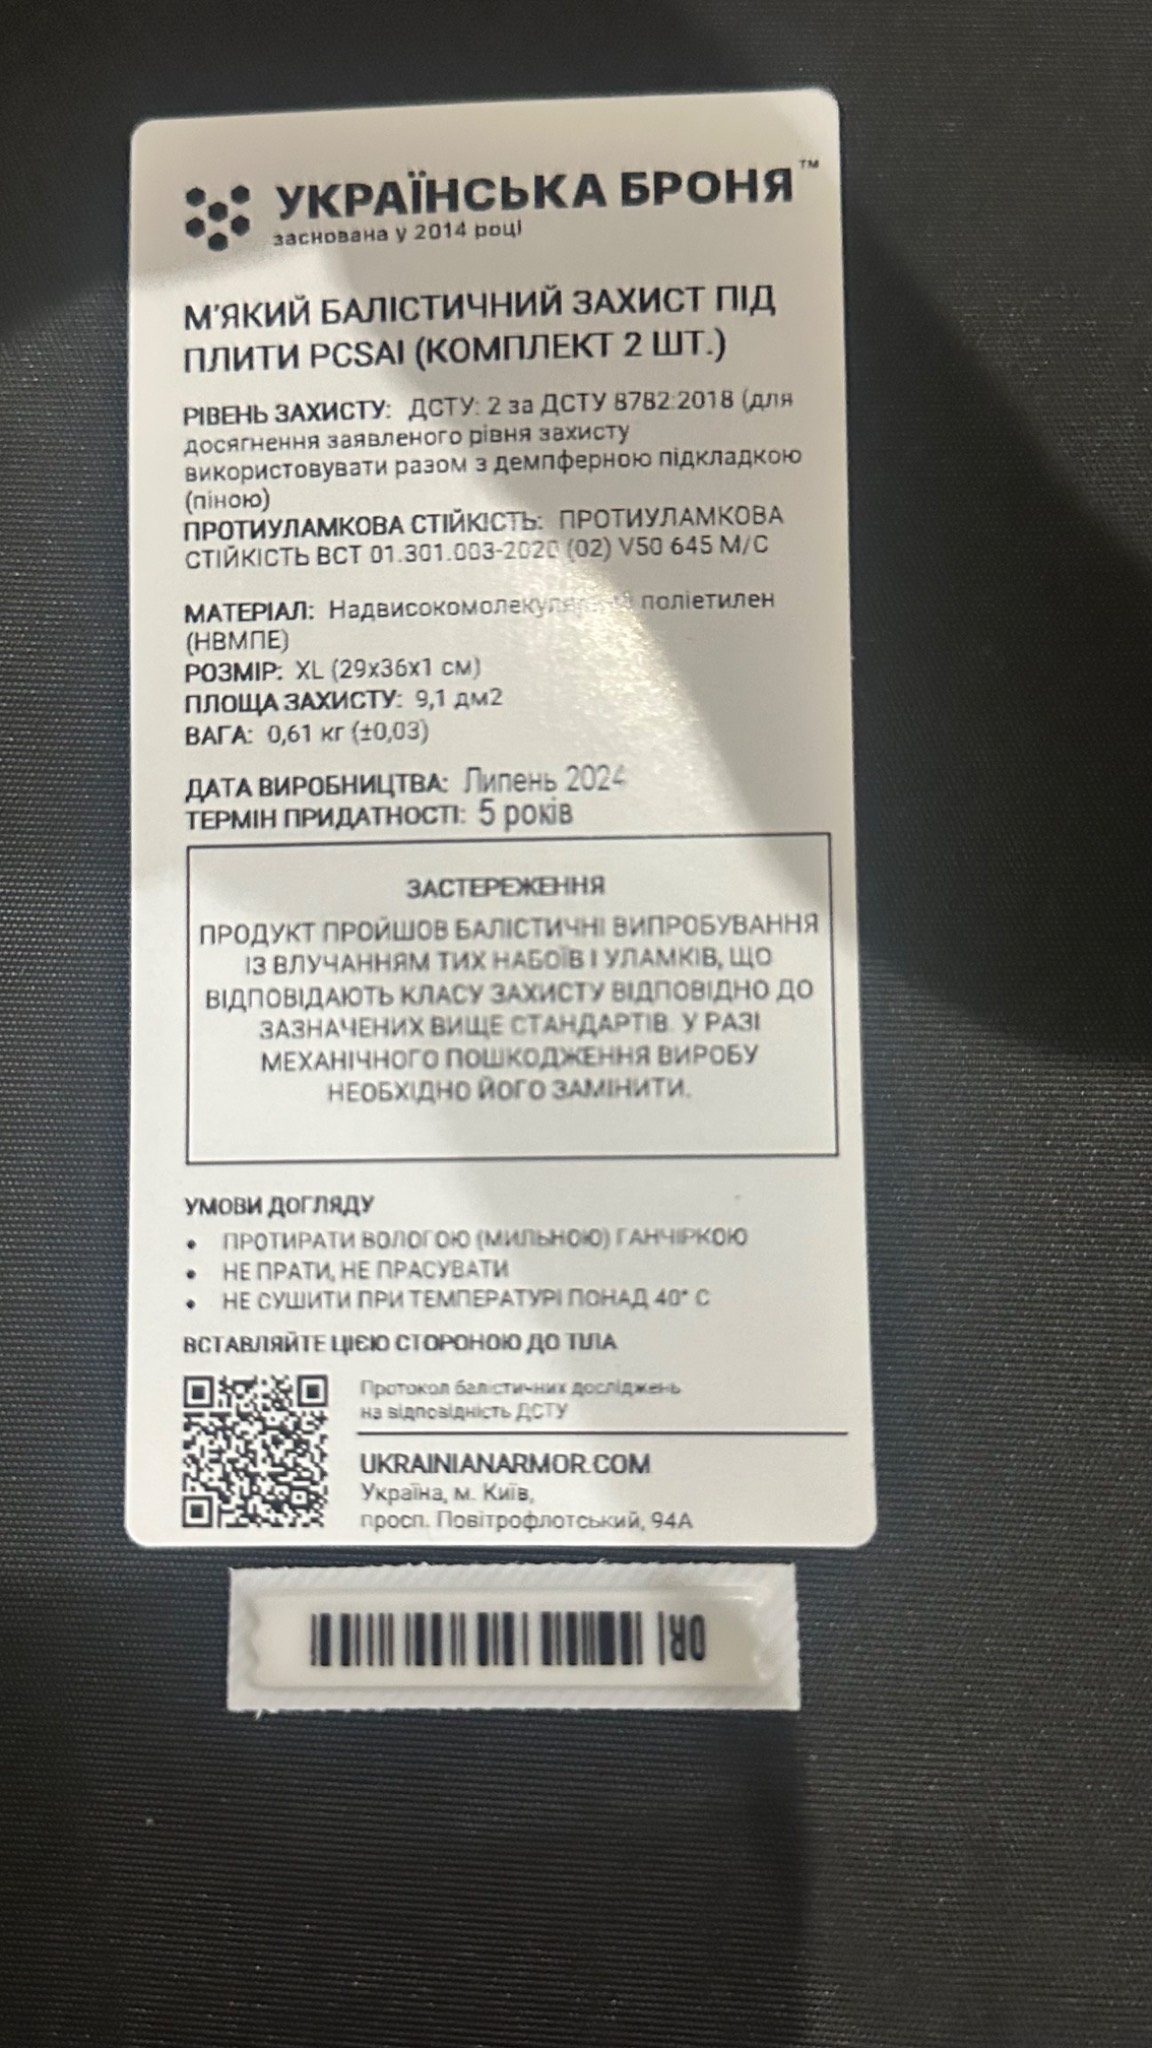 УКРАЇНСЬКА БРОНЯ™
заснована у 2014 році
М'ЯКИЙ БАЛІСТИЧНИЙ ЗАХИСТ ПІД
ПЛИТИ PCSAI (КОМПЛЕКТ 2 ШТ.)
РІВЕНЬ ЗАХИСТУ: ДСТУ: 2 за ДСТУ 8782:2018 (для
досягнення заявленого рівня захисту
використовувати разом з демпферною підкладкою
(піною)
ПРОТИУЛАМКОВА СТІЙКІСТЬ: ПРОТИУЛАМКОВА
СТІЙКІСТЬ ВСТ 01.301.003-2020 (02) V50 645 М/С
МАТЕРІАЛ: Надвисокомолекулярний поліетилен
(НВМПЕ)
РОЗМІР: XL (29х36х1 см)
ПЛОЩА ЗАХИСТУ: 9,1 дм2
ВАГА: 0,61 кг (±0,03)
ДАТА ВИРОБНИЦТВА: Липень 2024
ТЕРМІН ПРИДАТНОСТІ: 5 років
ЗАСТЕРЕЖЕННЯ
ПРОДУКТ ПРОЙШОВ БАЛІСТИЧНІ ВИПРОБУВАННЯ
ІЗ ВЛУЧАННЯМ ТИХ НАБОЇВ І УЛАМКІВ, ЩО
ВІДПОВІДАЮТЬ КЛАСУ ЗАХИСТУ ВІДПОВІДНО ДО
ЗАЗНАЧЕНИХ ВИЩЕ СТАНДАРТІВ. У РАЗІ
МЕХАНІЧНОГО ПОШКОДЖЕННЯ ВИРОБУ
НЕОБХІДНО ЙОГО ЗАМІНИТИ.
УМОВИ ДОГЛЯДУ
• ПРОТИРАТИ ВОЛОГОЮ (МИЛЬНОЮ) ГАНЧІРКОЮ
• НЕ ПРАТИ, НЕ ПРАСУВАТИ
• НЕ СУШИТИ ПРИ ТЕМПЕРАТУРІ ПОНАД 40° С
ВСТАВЛЯЙТЕ ЦІЄЮ СТОРОНОЮ ДО ТІЛА
Протокол балістичних досліджень
на відповідність ДСТУ
UKRAINIANARMOR.COM
Україна, м. Київ,
просп. Повітрофлотський, 94А